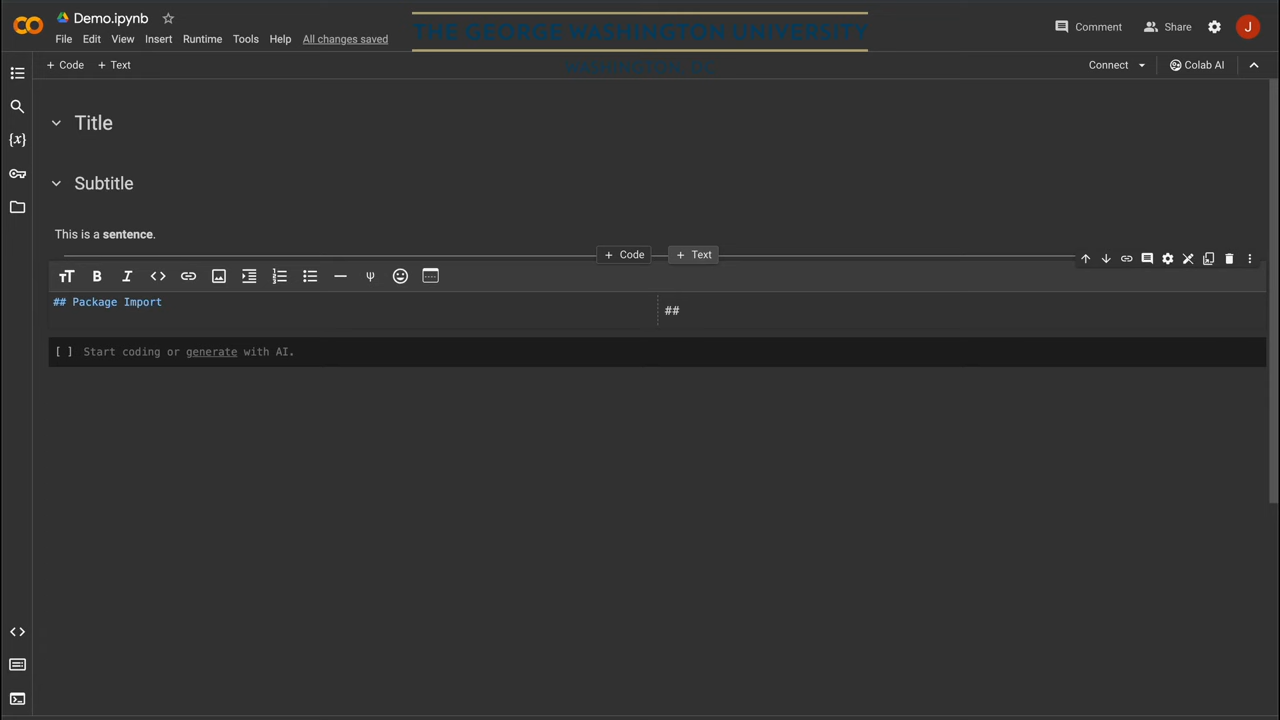 Demo.ipynb
THE GEORGE WASHINGTON UNIVERSITY
WASHINGTON, DC
File Edit View Insert Runtime Tools Help All changes saved
Comment Share J
+ Code + Text
Connect Colab AI
{x}
Title
Subtitle
This is a sentence.
+ Code + Text
## Package Import
##
[ ] Start coding or generate with AI.